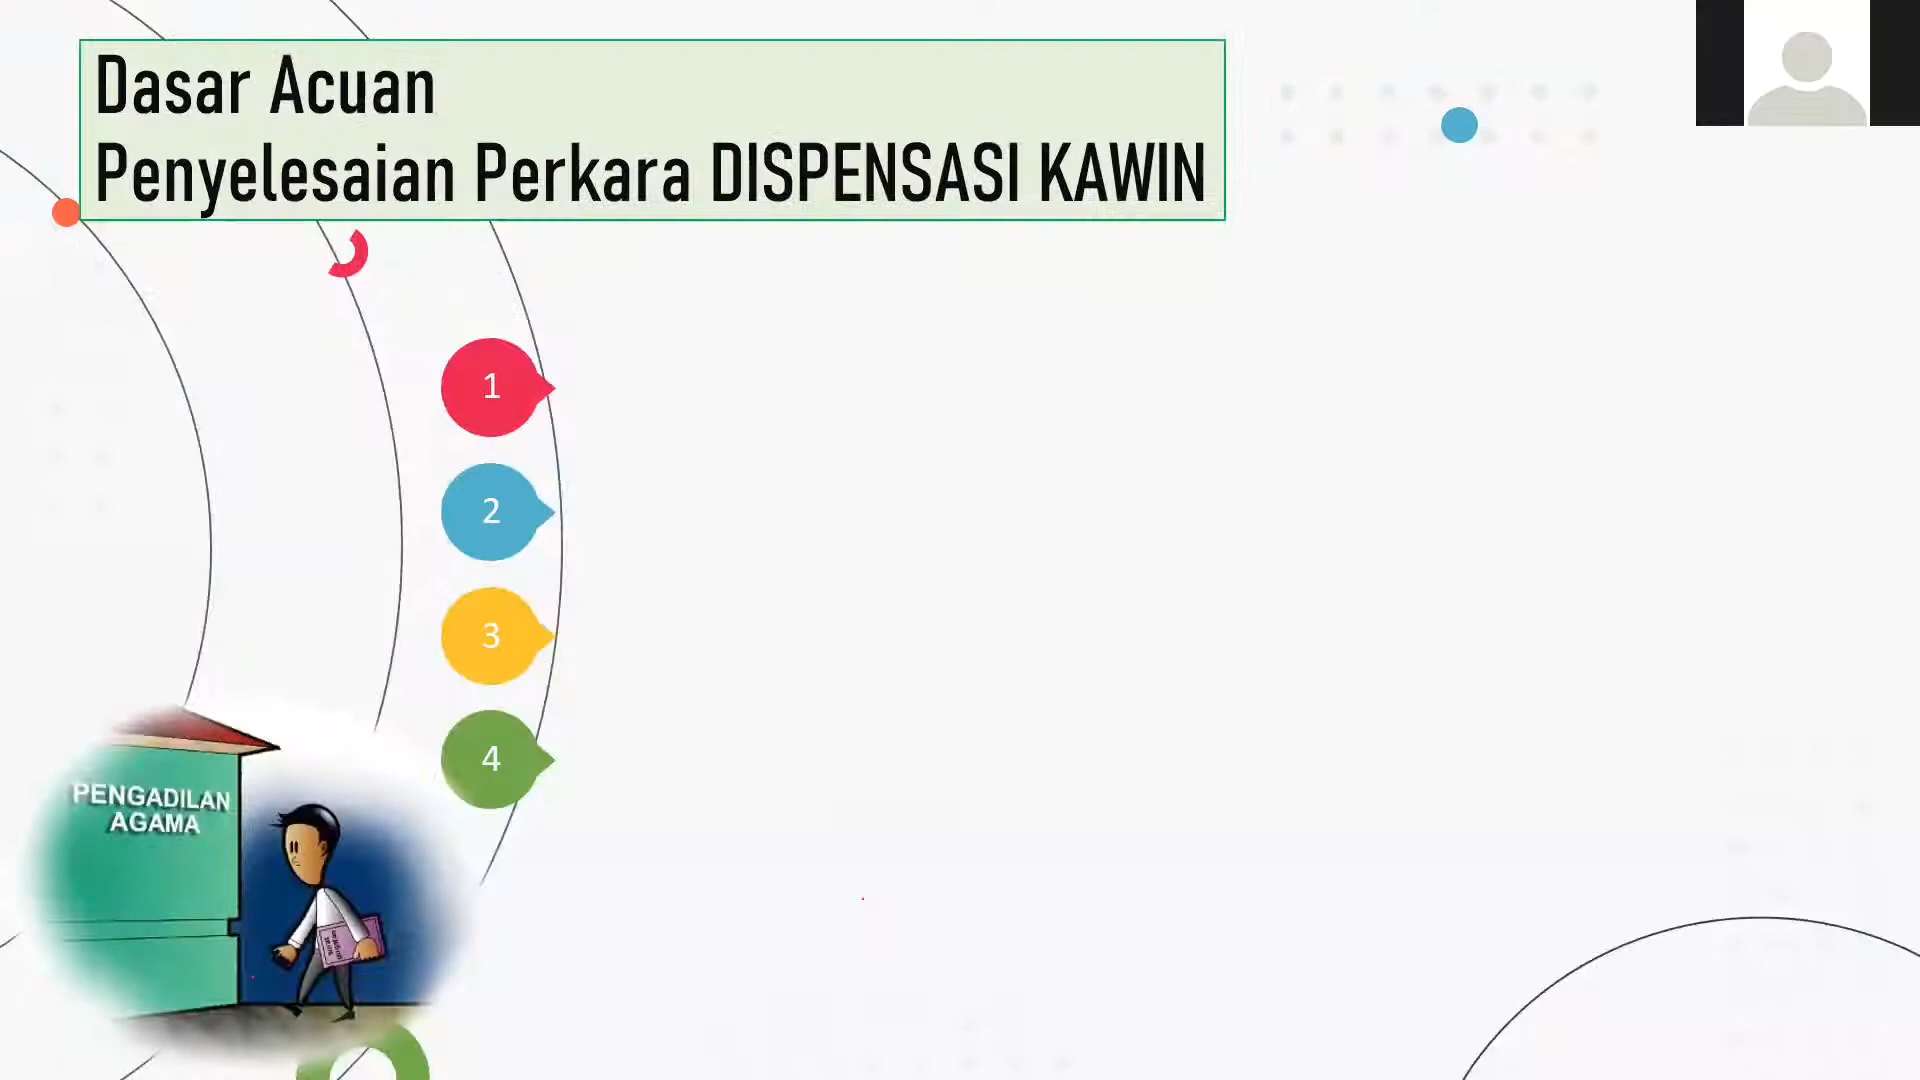 Dasar Acuan
Penyelesaian Perkara DISPENSASI KAWIN
1
2
3
4
PENGADILAN
AGAMA